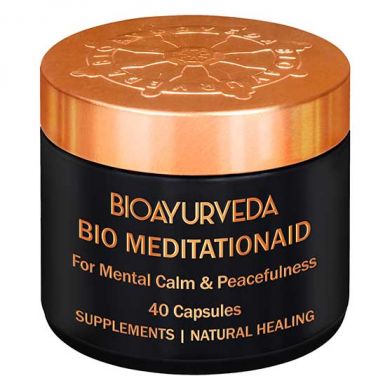 BIOAYURVEDA
BIO MEDITATIONAID
For Mental Calm & Peacefulness
40 Capsules
SUPPLEMENTS | NATURAL HEALING